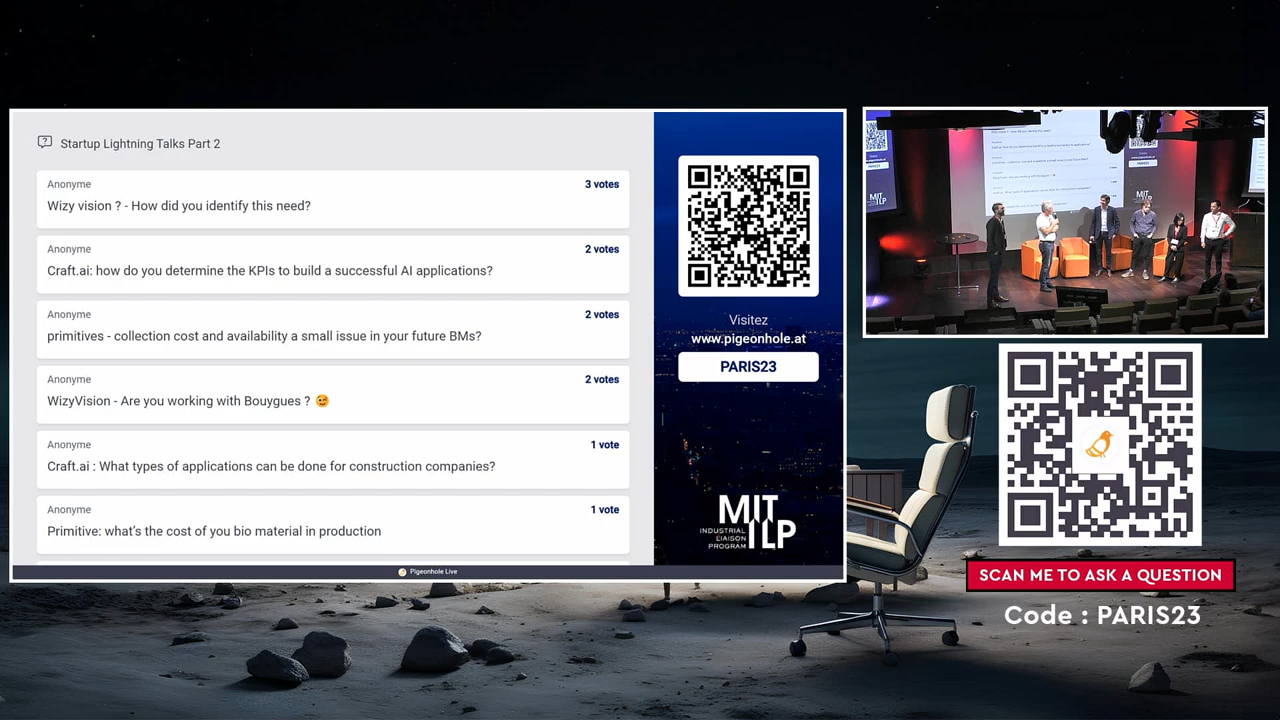 Startup Lightning Talks Part 2
Anonyme
3 votes
Wizy vision ? - How did you identify this need?
Anonyme
2 votes
Craft.ai: how do you determine the KPIs to build a successful AI applications?
Anonyme
2 votes
primitives - collection cost and availability a small issue in your future BMs?
Anonyme
2 votes
WizyVision - Are you working with Bouygues ? 😉
Anonyme
1 vote
Craft.ai : What types of applications can be done for construction companies?
Anonyme
1 vote
Primitive: what's the cost of you bio material in production
Pigeonhole Live
Visitez
www.pigeonhole.at
PARIS23
MIT
ILP
INDUSTRIAL
LIAISON
PROGRAM
MIT
ILP
SCAN ME TO ASK A QUESTION
Code : PARIS23